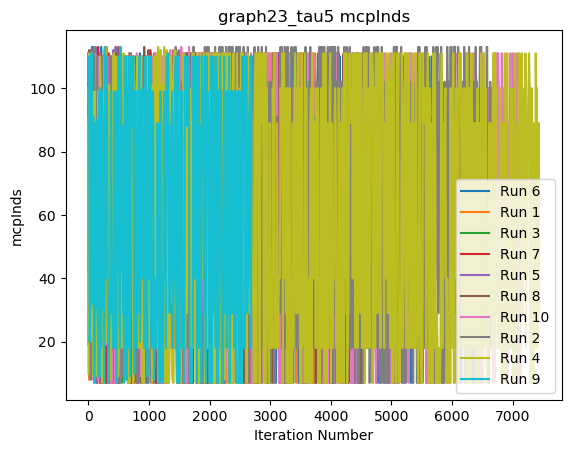 graph23_tau5 mcpInds
mcpInds
100
80
60
40
20
0
1000
2000
3000
4000
5000
6000
7000
Iteration Number
Run 6
Run 1
Run 3
Run 7
Run 5
Run 8
Run 10
Run 2
Run 4
Run 9